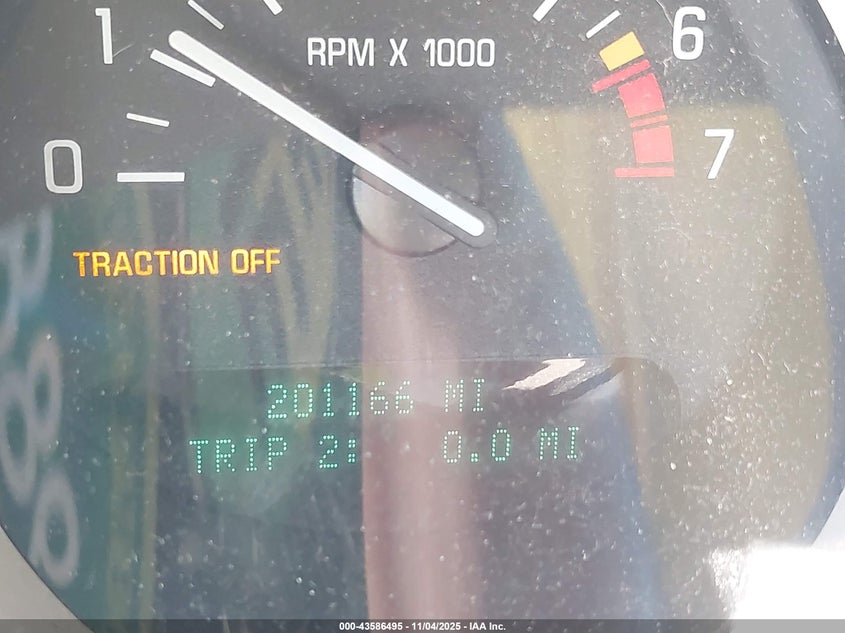 1
RPM X 1000
6
0
7
TRACTION OFF
201166 MI
TRIP 2: 0.0 MI
000-43586495 - 11/04/2025 - IAA Inc.